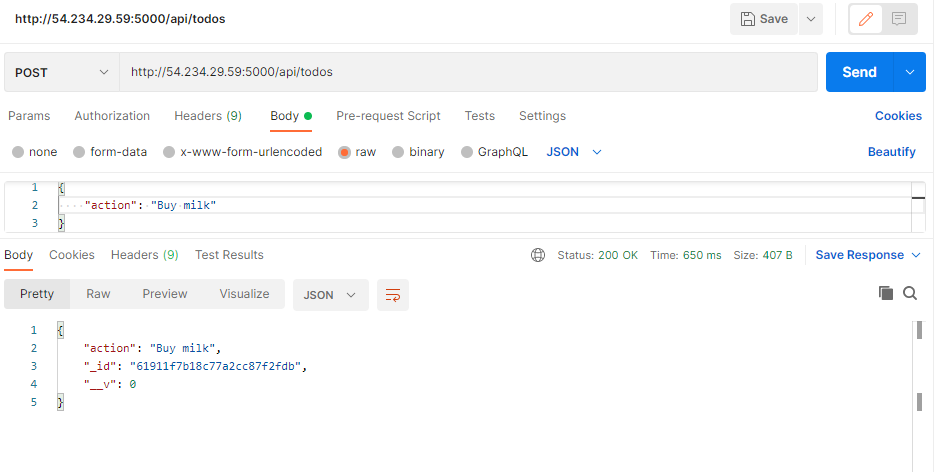 http://54.234.29.59:5000/api/todos Save
POST http://54.234.29.59:5000/api/todos Send
Params Authorization Headers (9) Body Pre-request Script Tests Settings Cookies
none form-data x-www-form-urlencoded raw binary GraphQL JSON Beautify
1 {
2 "action": "Buy milk"
3 }
Body Cookies Headers (9) Test Results Status: 200 OK Time: 650 ms Size: 407 B Save Response
Pretty Raw Preview Visualize JSON
1 {
2 "action": "Buy milk",
3 "_id": "61911f7b18c77a2cc87f2fdb",
4 "__v": 0
5 }